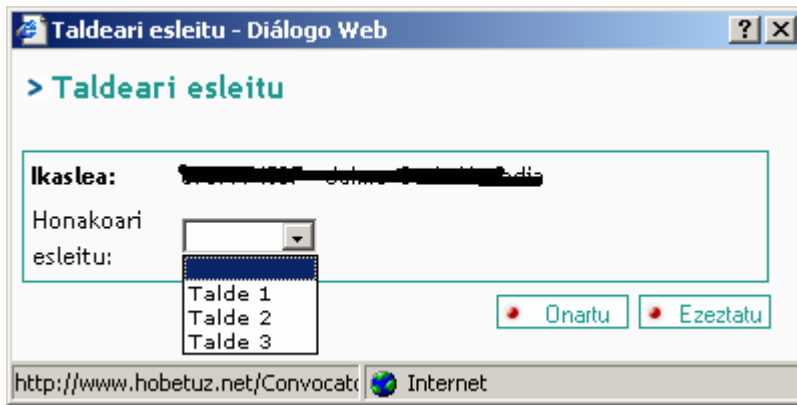 Taldeari esleitu - Diálogo Web
> Taldeari esleitu
Ikaslea:
Honakoari
esleitu:
Talde 1
Talde 2
Talde 3
Onartu Ezeztatu
http://www.hobetuz.net/Convocato Internet